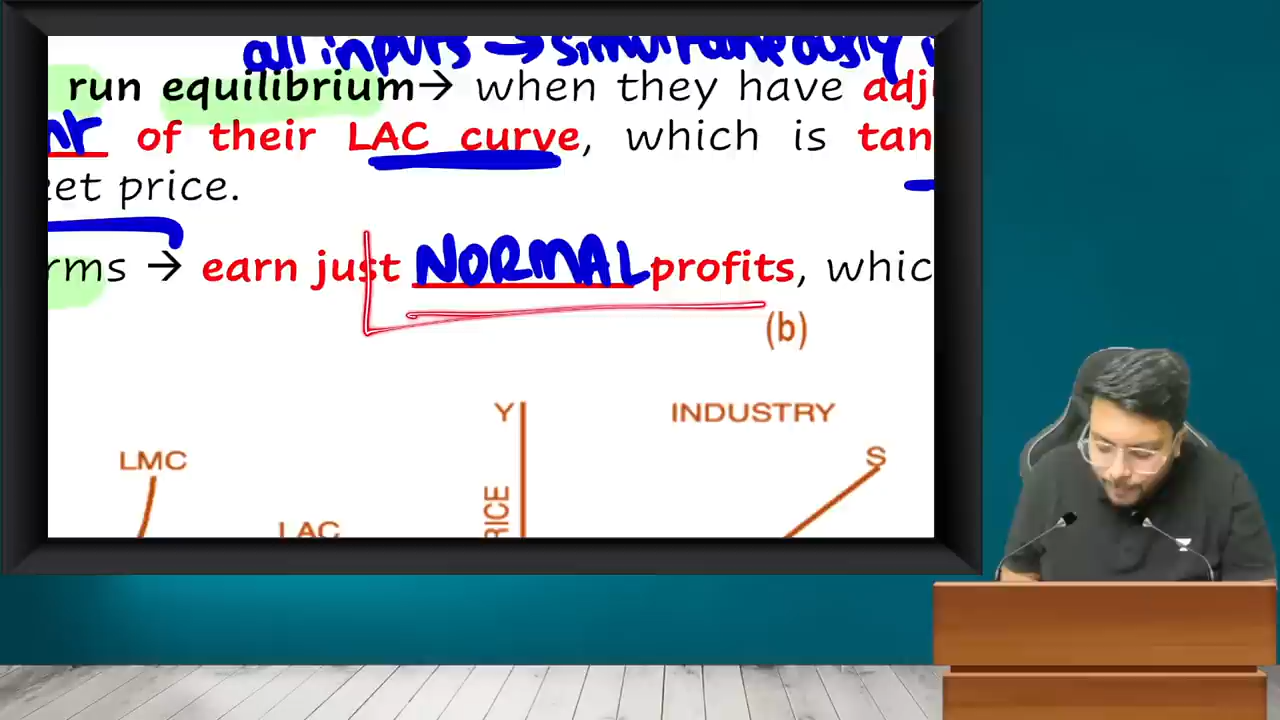 all inputs → simultaneously
run equilibrium→ when they have adj
of their LAC curve, which is tan
ket price.
rms → earn just NORMAL profits, whic
(b)
Y INDUSTRY
LMC
S
LAC
RICE